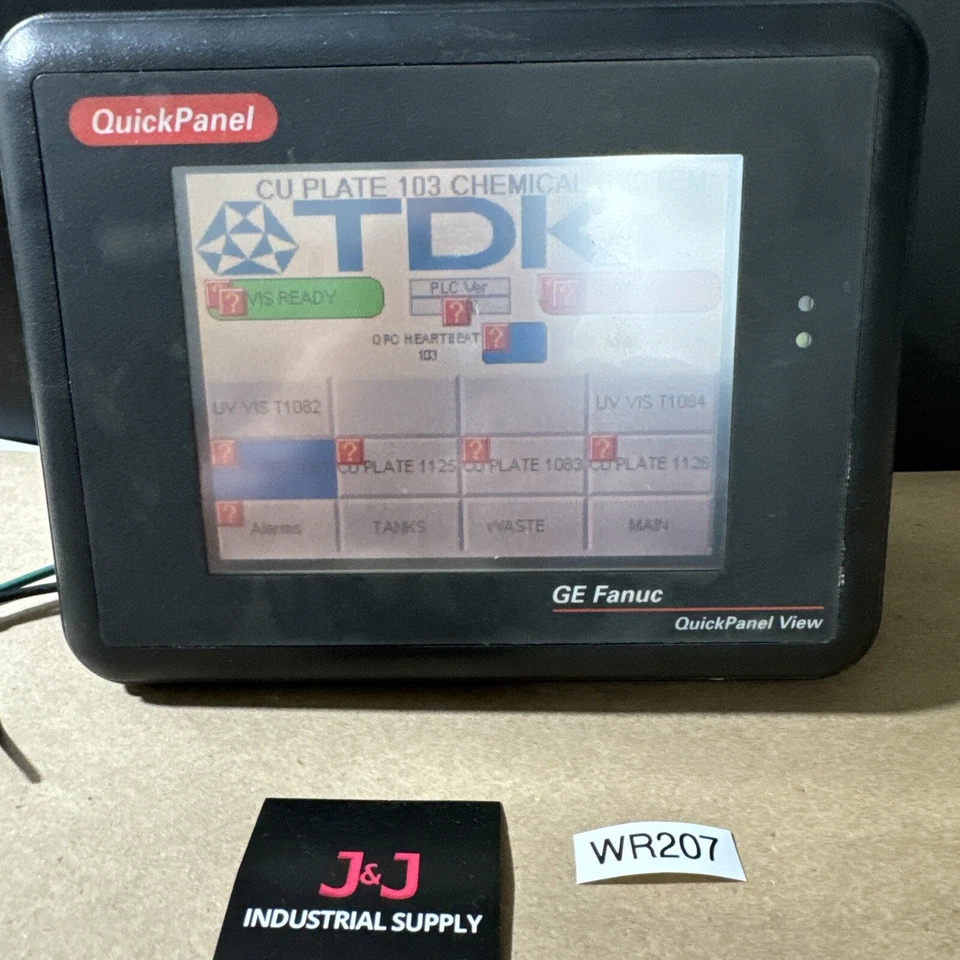 QuickPanel
CU PLATE 103 CHEMICAL SYSTEM
TDK
VIS READY
PLC Ver
OPC HEARTBEAT
103
UV VIS T1082
UV VIS T1084
CU PLATE 1125
CU PLATE 1083
CU PLATE 1126
Alarms
TANKS
WASTE
MAIN
GE Fanuc
QuickPanel View
J&J
INDUSTRIAL SUPPLY
WR207